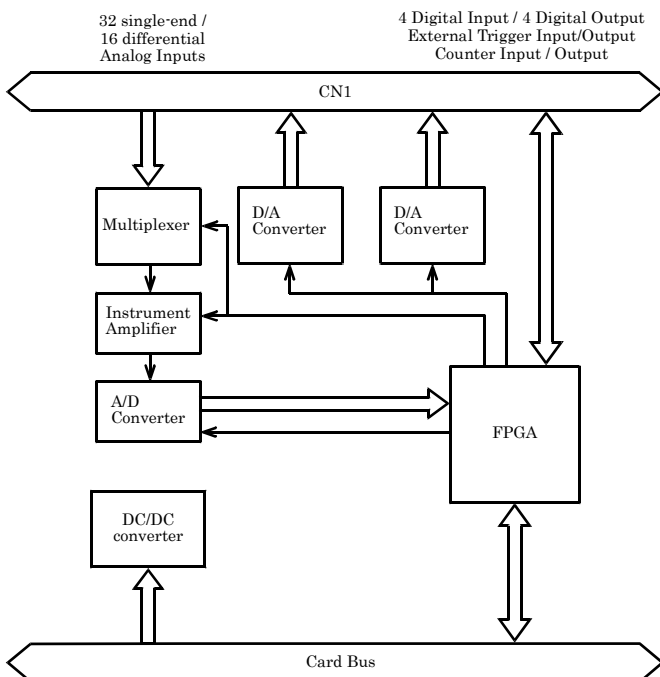 32 single-end /
16 differential
Analog Inputs
4 Digital Input / 4 Digital Output
External Trigger Input/Output
Counter Input / Output
CN1
Multiplexer
D/A
Converter
D/A
Converter
Instrument
Amplifier
A/D
Converter
FPGA
DC/DC
converter
Card Bus